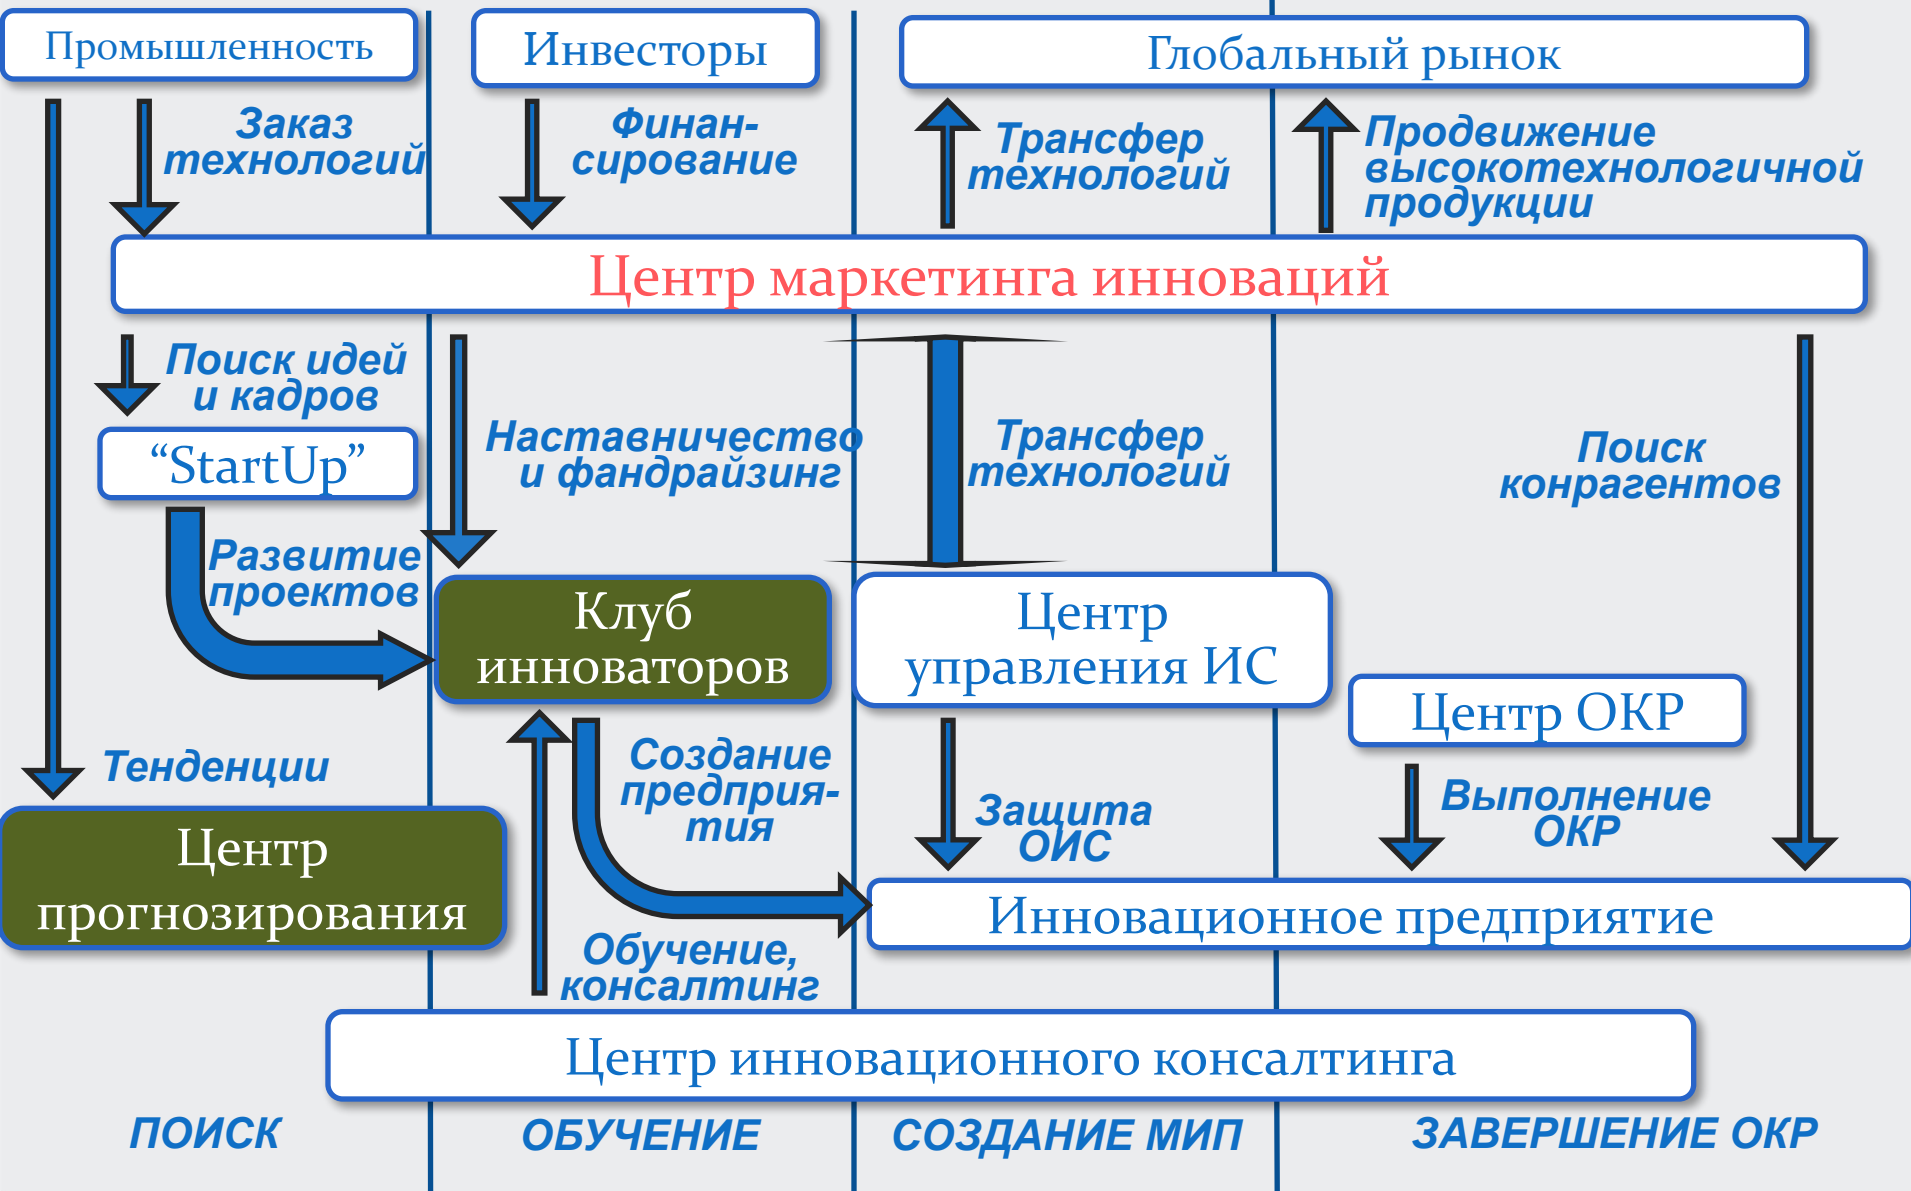 Промышленность
Инвесторы
Глобальный рынок
Заказ
технологий
Финан-
сирование
Трансфер
технологий
Продвижение
высокотехнологичной
продукции
Центр маркетинга инноваций
Поиск идей
и кадров
“StartUp”
Наставничество
и фандрайзинг
Трансфер
технологий
Поиск
конрагентов
Развитие
проектов
Клуб
инноваторов
Центр
управления ИС
Центр ОКР
Тенденции
Создание
предприя-
тия
Защита
ОИС
Выполнение
ОКР
Центр
прогнозирования
Инновационное предприятие
Обучение,
консалтинг
Центр инновационного консалтинга
ПОИСК
ОБУЧЕНИЕ
СОЗДАНИЕ МИП
ЗАВЕРШЕНИЕ ОКР